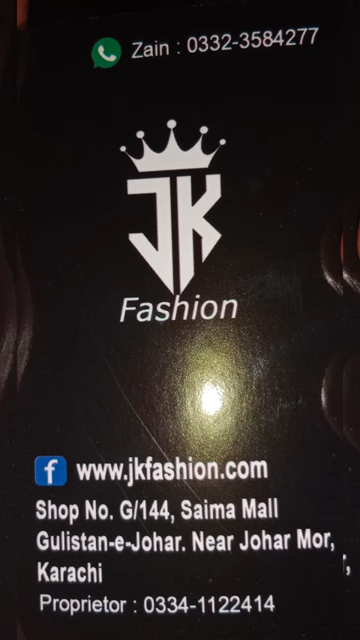 Zain : 0332-3584277
JK
Fashion
www.jkfashion.com
Shop No. G/144, Saima Mall
Gulistan-e-Johar. Near Johar Mor,
Karachi
Proprietor : 0334-1122414